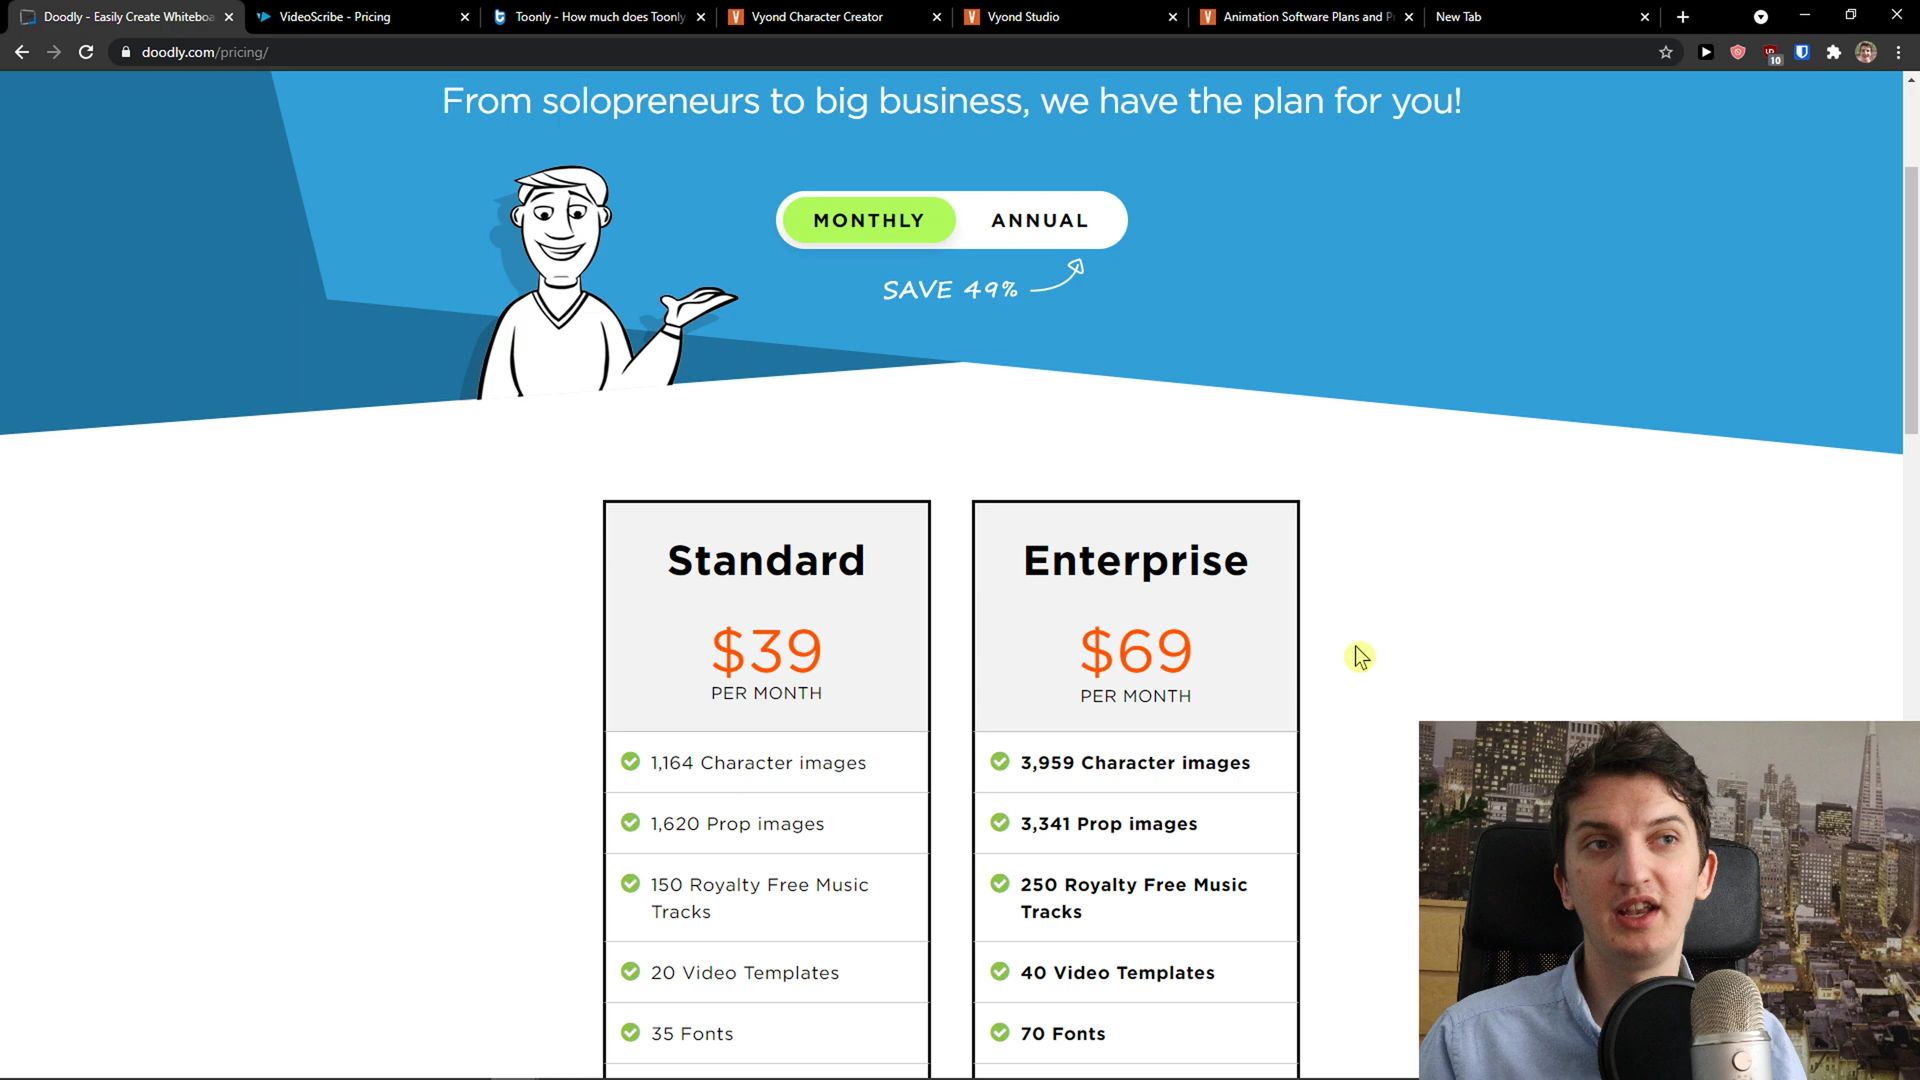 Doodly - Easily Create Whiteboa
VideoScribe - Pricing
Toonly - How much does Toonly
Vyond Character Creator
Vyond Studio
Animation Software Plans and P
New Tab
doodly.com/pricing/
10
From solopreneurs to big business, we have the plan for you!
MONTHLY
ANNUAL
SAVE 49%
Standard
$39
PER MONTH
1,164 Character images
1,620 Prop images
150 Royalty Free Music
Tracks
20 Video Templates
35 Fonts
Enterprise
$69
PER MONTH
3,959 Character images
3,341 Prop images
250 Royalty Free Music
Tracks
40 Video Templates
70 Fonts